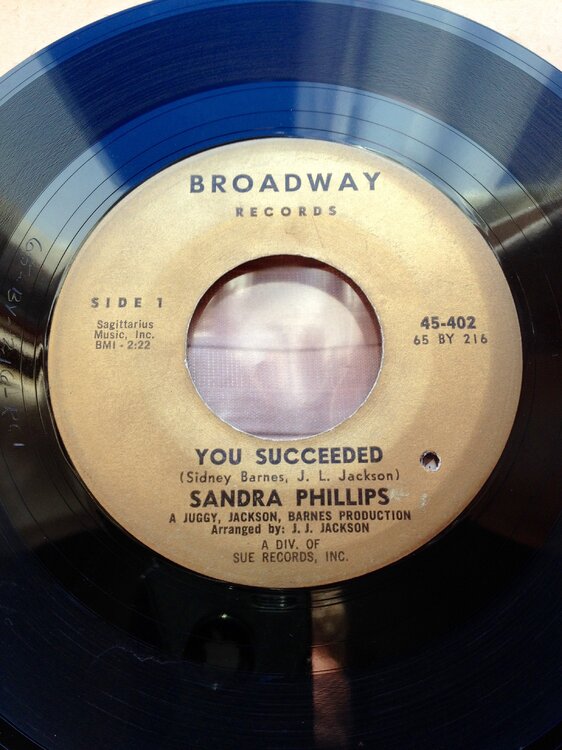 BROADWAY
RECORDS
SIDE 1
Sagittarius
Music, Inc.
BMI - 2:22
45-402
65 BY 216
YOU SUCCEEDED
(Sidney Barnes, J. L. Jackson)
SANDRA PHILLIPS
A JUGGY, JACKSON, BARNES PRODUCTION
Arranged by: J. J. JACKSON
A DIV. OF
SUE RECORDS, INC.